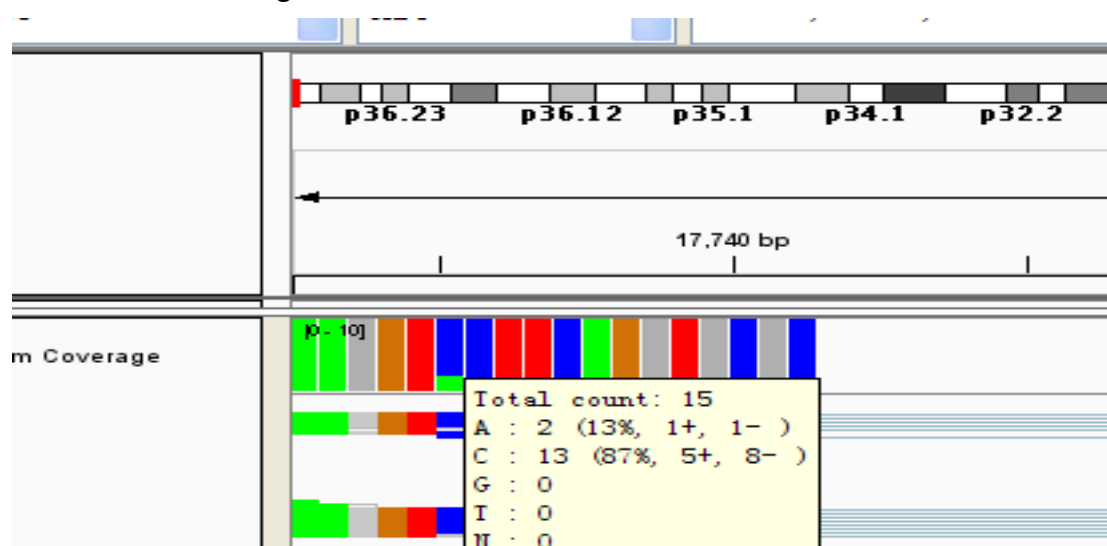 p36.23 p36.12 p35.1 p34.1 p32.2
17,740 bp
[0 - 10]
m Coverage
Total count: 15
A : 2 (13%, 1+, 1- )
C : 13 (87%, 5+, 8- )
G : 0
T : 0
N : 0